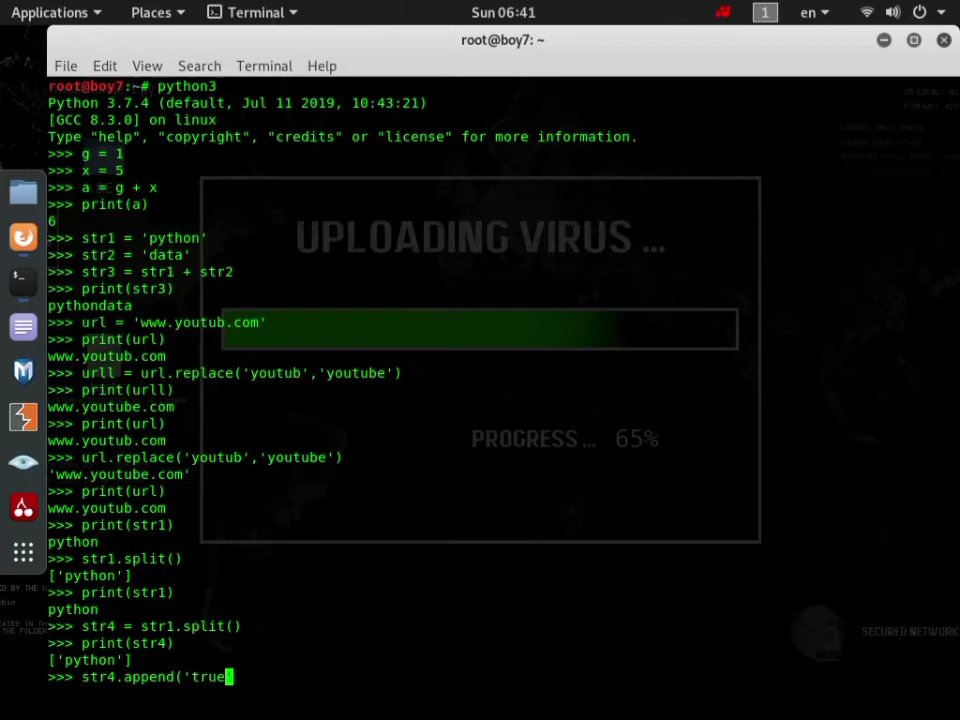 Applications Places Terminal Sun 06:41 1 en
root@boy7: ~
File Edit View Search Terminal Help
root@boy7:~# python3
Python 3.7.4 (default, Jul 11 2019, 10:43:21)
[GCC 8.3.0] on linux
Type "help", "copyright", "credits" or "license" for more information.
>>> g = 1
>>> x = 5
>>> a = g + x
>>> print(a)
6
>>> str1 = 'python'
>>> str2 = 'data'
>>> str3 = str1 + str2
>>> print(str3)
pythondata
>>> url = 'www.youtub.com'
>>> print(url)
www.youtub.com
>>> urll = url.replace('youtub','youtube')
>>> print(urll)
www.youtube.com
>>> print(url)
www.youtub.com
>>> url.replace('youtub','youtube')
'www.youtube.com'
>>> print(url)
www.youtub.com
>>> print(str1)
python
>>> str1.split()
['python']
>>> print(str1)
python
>>> str4 = str1.split()
>>> print(str4)
['python']
>>> str4.append('true'
UPLOADING VIRUS ...
PROGRESS ... 65%
SECURED NETWORK